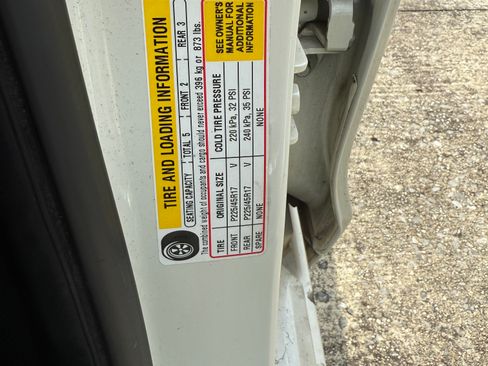 TIRE AND LOADING INFORMATION
SEATING CAPACITY TOTAL 5 FRONT 2 REAR 3
The combined weight of occupants and cargo should never exceed 396 kg or 873 lbs.
TIRE ORIGINAL SIZE COLD TIRE PRESSURE
FRONT P225/45R17 V 220 kPa, 32 PSI
REAR P225/45R17 V 240 kPa, 35 PSI
SPARE NONE NONE
SEE OWNER'S
MANUAL FOR
ADDITIONAL
INFORMATION